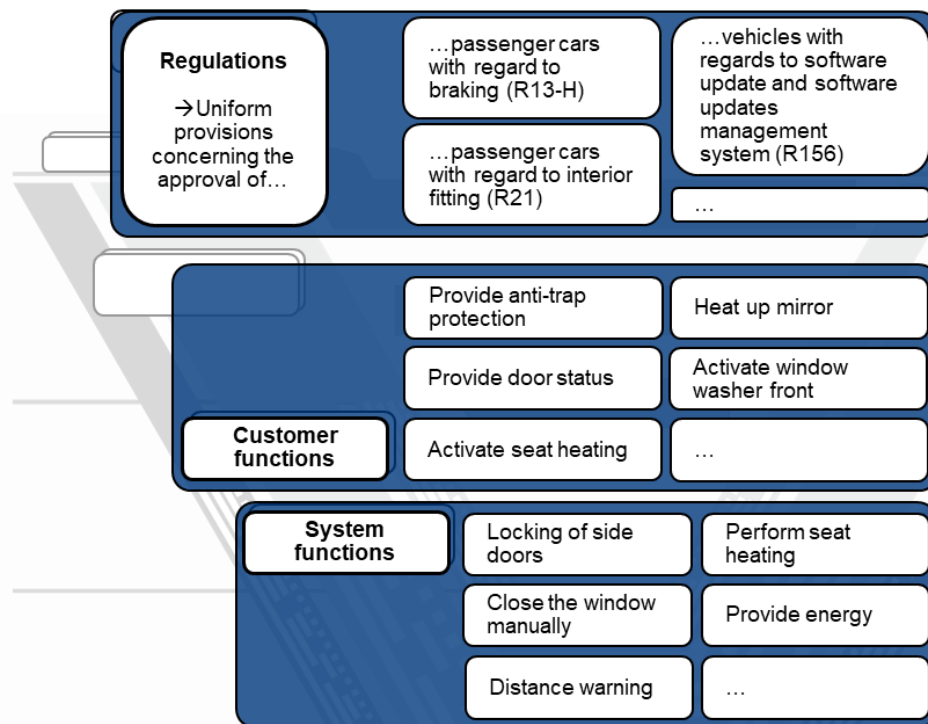 Regulations
→Uniform
provisions
concerning the
approval of…
…passenger cars
with regard to
braking (R13-H)
…passenger cars
with regard to interior
fitting (R21)
…vehicles with
regards to software
update and software
updates
management
system (R156)
…
Customer
functions
Provide anti-trap
protection
Heat up mirror
Provide door status
Activate window
washer front
Activate seat heating
…
System
functions
Locking of side
doors
Perform seat
heating
Close the window
manually
Provide energy
Distance warning
…